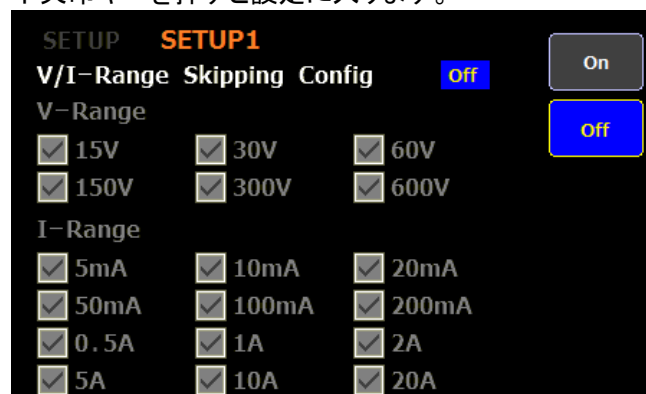 SETUP SETUP1
V/I-Range Skipping Config Off
On
Off
V-Range
15V 30V 60V
150V 300V 600V
I-Range
5mA 10mA 20mA
50mA 100mA 200mA
0.5A 1A 2A
5A 10A 20A